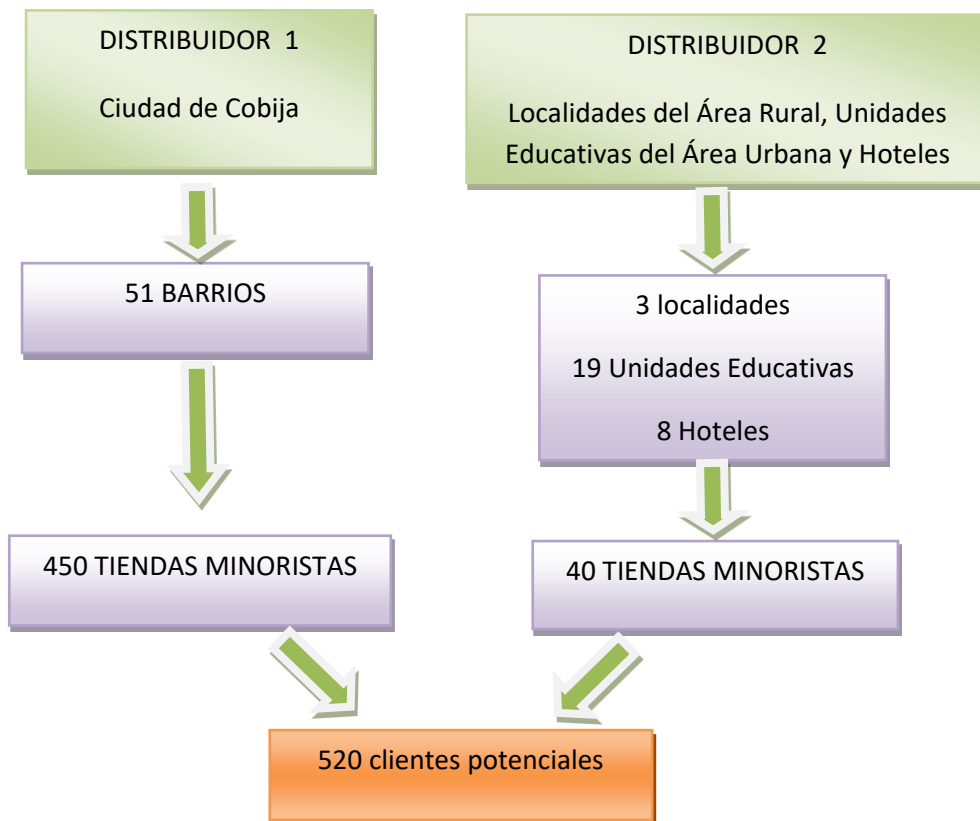 DISTRIBUIDOR 1
Ciudad de Cobija
DISTRIBUIDOR 2
Localidades del Área Rural, Unidades
Educativas del Área Urbana y Hoteles
51 BARRIOS
3 localidades
19 Unidades Educativas
8 Hoteles
450 TIENDAS MINORISTAS
40 TIENDAS MINORISTAS
520 clientes potenciales